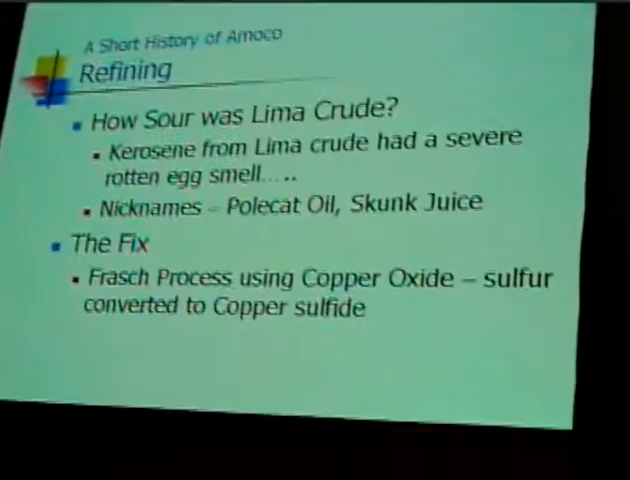 A Short History of Amoco
Refining
How Sour was Lima Crude?
Kerosene from Lima crude had a severe
rotten egg smell.....
Nicknames – Polecat Oil, Skunk Juice
The Fix
Frasch Process using Copper Oxide – sulfur
converted to Copper sulfide